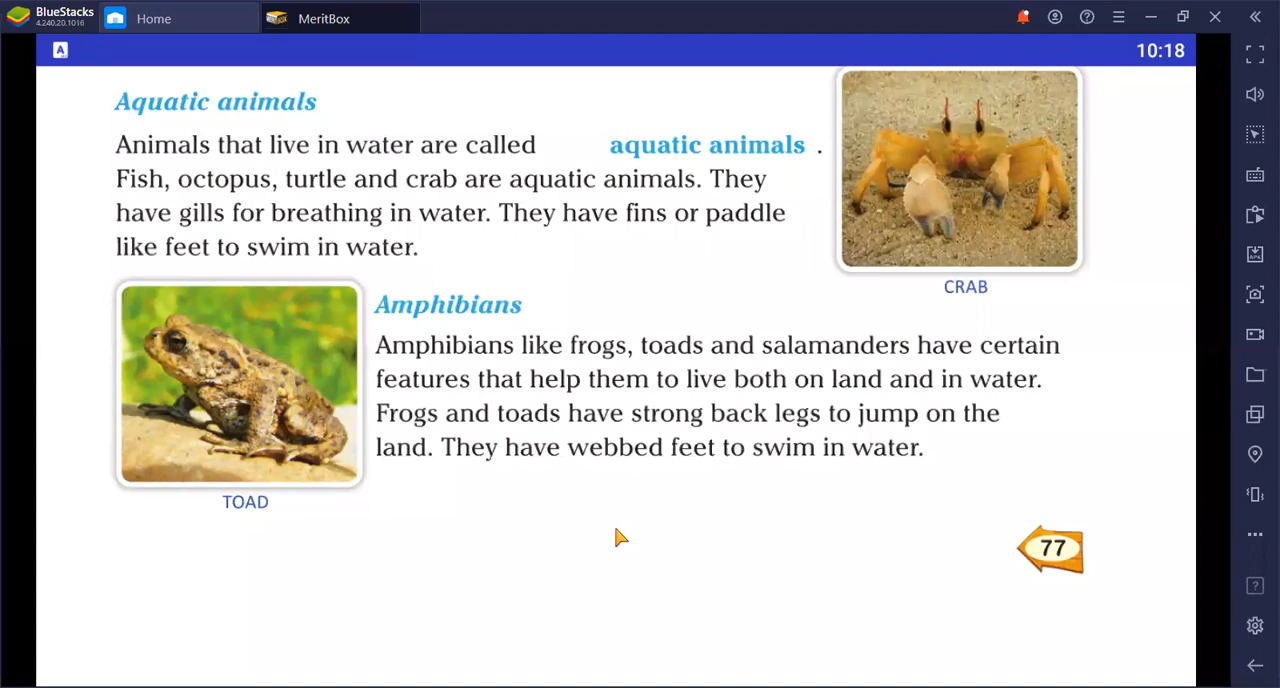 BlueStacks
4.240.20.1016
Home
MeritBox
A
10:18
Aquatic animals
Animals that live in water are called aquatic animals .
Fish, octopus, turtle and crab are aquatic animals. They
have gills for breathing in water. They have fins or paddle
like feet to swim in water.
CRAB
Amphibians
Amphibians like frogs, toads and salamanders have certain
features that help them to live both on land and in water.
Frogs and toads have strong back legs to jump on the
land. They have webbed feet to swim in water.
TOAD
77